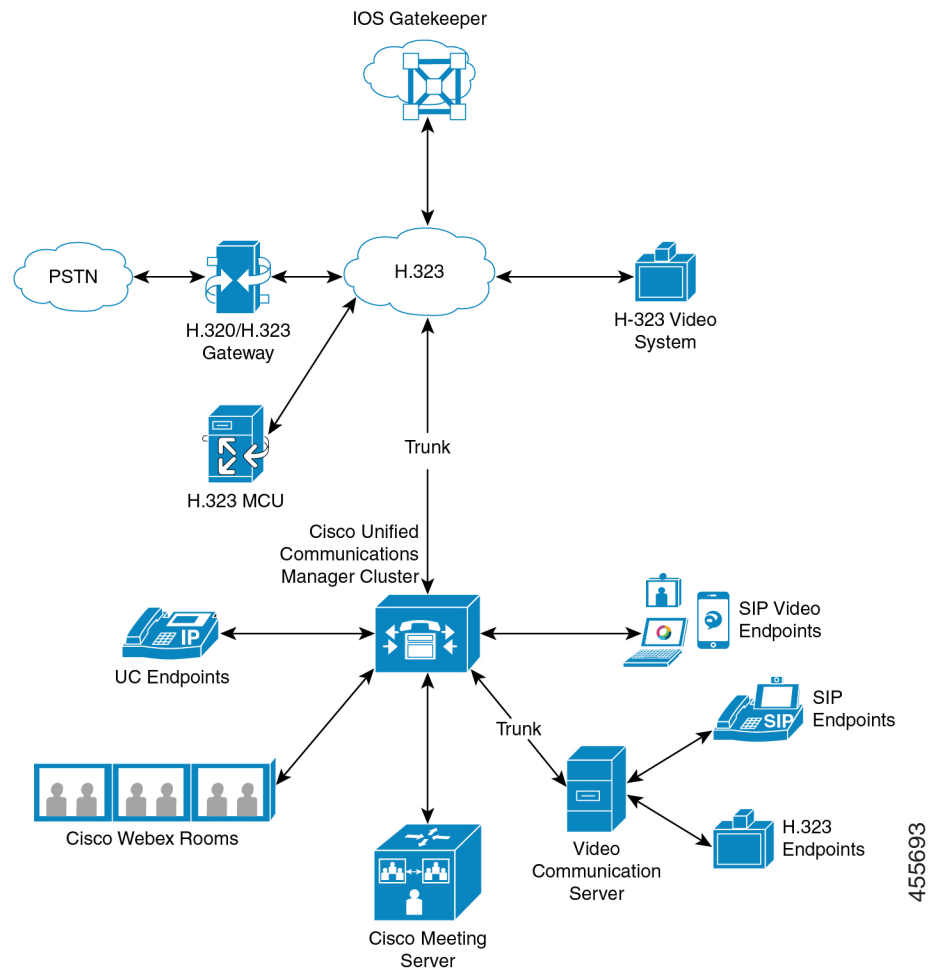 IOS Gatekeeper
PSTN
H.323
H.320/H.323
Gateway
H-323 Video
System
H.323 MCU
Trunk
Cisco Unified
Communications
Manager Cluster
IP
UC Endpoints
SIP Video
Endpoints
Trunk
SIP
SIP
Endpoints
Cisco Webex Rooms
Cisco Meeting
Server
Video
Communication
Server
H.323
Endpoints
455693